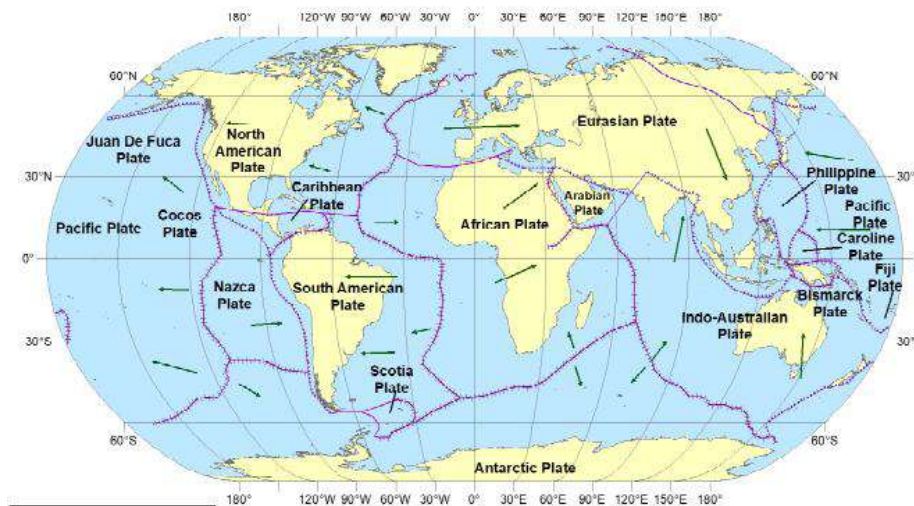 180° 120°90°60°30° 0° 30°60°90°120° 180°
60°N
60°N
Juan De Fuca
Plate
North
American
Plate
Eurasian Plate
30°N
30°N
Caribbean
Plate
Arabian
Plate
Philippine
Plate
Pacific Plate
Cocos
Plate
African Plate
Pacific
Plate
Caroline
Plate
0°
0°
Fiji
Plate
Nazca
Plate
South American
Plate
Bismarck
Plate
Indo-Australian
Plate
30°S
30°S
Scotia
Plate
60°S
60°S
Antarctic Plate
180° 120°W 90°W 60°W 30°W 0° 30°E 60°E 90°E 120°E 180°